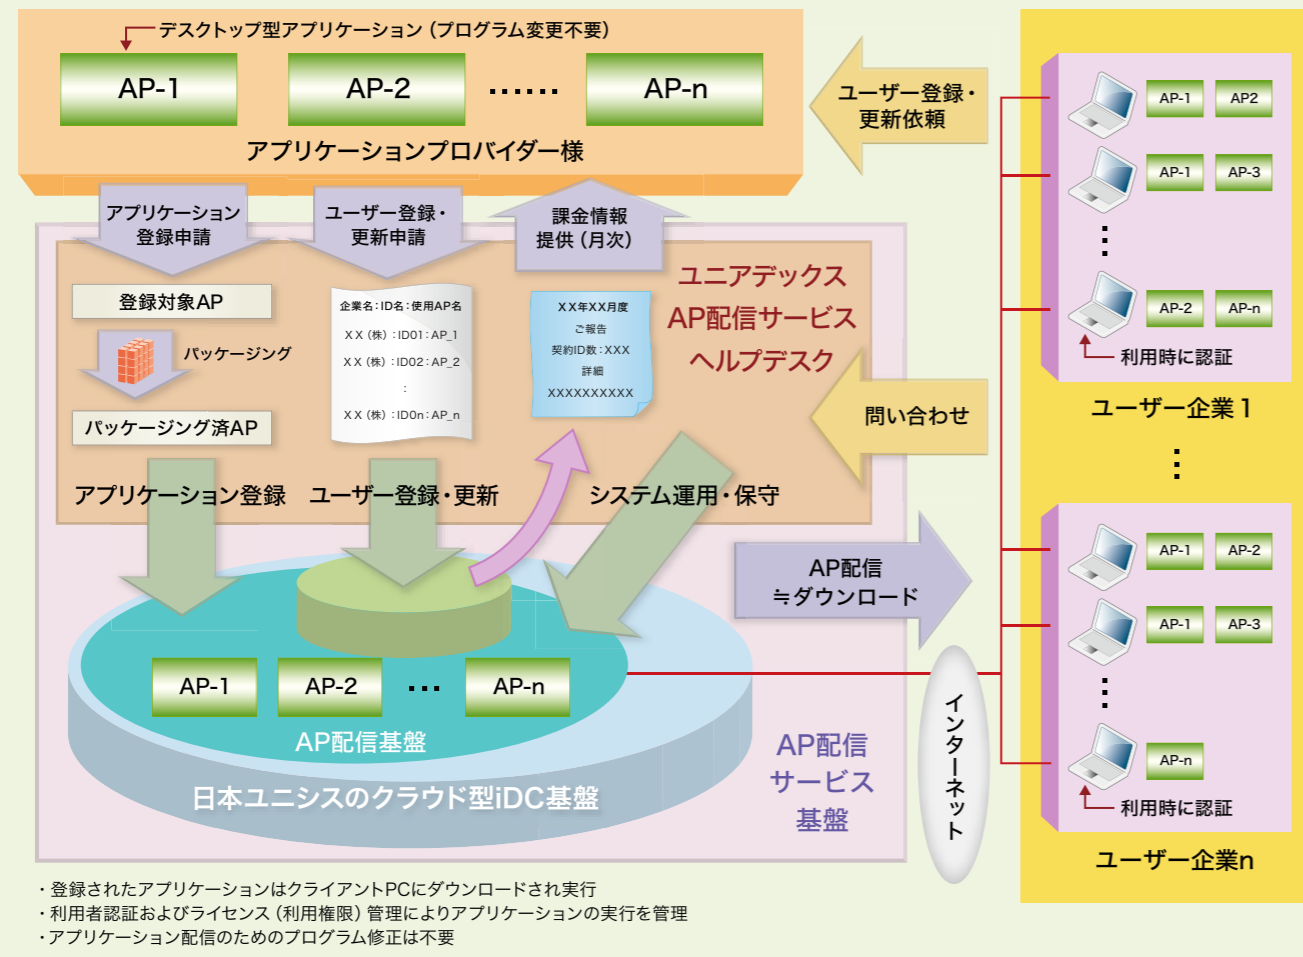 デスクトップ型アプリケーション（プログラム変更不要）
AP-1
AP-2
……
AP-n
アプリケーションプロバイダー様
ユーザー登録・
更新依頼
アプリケーション
登録申請
ユーザー登録・
更新申請
課金情報
提供（月次）
登録対象AP
パッケージング
パッケージング済AP
企業名：ID名：使用AP名
XX（株）：ID01：AP_1
XX（株）：ID02：AP_2
：
XX（株）：ID0n：AP_n
XX年XX月度
ご報告
契約ID数：XXX
詳細
XXXXXXXXXX
ユニアデックス
AP配信サービス
ヘルプデスク
問い合わせ
アプリケーション登録
ユーザー登録・更新
システム運用・保守
AP配信
≒ダウンロード
AP-1
AP-2
…
AP-n
AP配信基盤
日本ユニシスのクラウド型iDC基盤
AP配信
サービス
基盤
インターネット
AP-1
AP2
AP-1
AP-3
AP-2
AP-n
利用時に認証
ユーザー企業1
AP-1
AP-2
AP-1
AP-3
AP-n
利用時に認証
ユーザー企業n
・登録されたアプリケーションはクライアントPCにダウンロードされ実行
・利用者認証およびライセンス（利用権限）管理によりアプリケーションの実行を管理
・アプリケーション配信のためのプログラム修正は不要